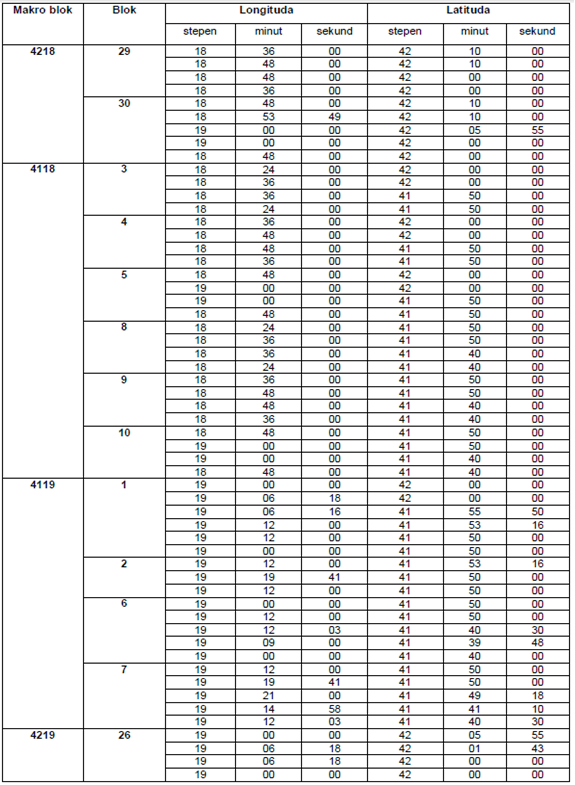 Makro blok Blok Longituda Latituda
stepen minut sekund stepen minut sekund
4218 29 18 36 00 42 10 00
18 48 00 42 10 00
18 48 00 42 00 00
18 36 00 42 00 00
30 18 48 00 42 10 00
18 53 49 42 10 00
19 00 00 42 05 55
19 00 00 42 00 00
18 48 00 42 00 00
4118 3 18 24 00 42 00 00
18 36 00 42 00 00
18 36 00 41 50 00
18 24 00 41 50 00
4 18 36 00 42 00 00
18 48 00 42 00 00
18 48 00 41 50 00
18 36 00 41 50 00
5 18 48 00 42 00 00
19 00 00 42 00 00
19 00 00 41 50 00
18 48 00 41 50 00
8 18 24 00 41 50 00
18 36 00 41 50 00
18 36 00 41 40 00
18 24 00 41 40 00
9 18 36 00 41 50 00
18 48 00 41 50 00
18 48 00 41 40 00
18 36 00 41 40 00
10 18 48 00 41 50 00
19 00 00 41 50 00
19 00 00 41 40 00
18 48 00 41 40 00
4119 1 19 00 00 42 00 00
19 06 18 42 00 00
19 06 16 41 55 50
19 12 00 41 53 16
19 12 00 41 50 00
19 00 00 41 50 00
2 19 12 00 41 53 16
19 19 41 41 50 00
19 12 00 41 50 00
6 19 00 00 41 50 00
19 12 00 41 50 00
19 12 03 41 40 30
19 09 00 41 39 48
19 00 00 41 40 00
7 19 12 00 41 50 00
19 19 41 41 50 00
19 21 00 41 49 18
19 14 58 41 41 10
19 12 03 41 40 30
4219 26 19 00 00 42 05 55
19 06 18 42 01 43
19 06 18 42 00 00
19 00 00 42 00 00